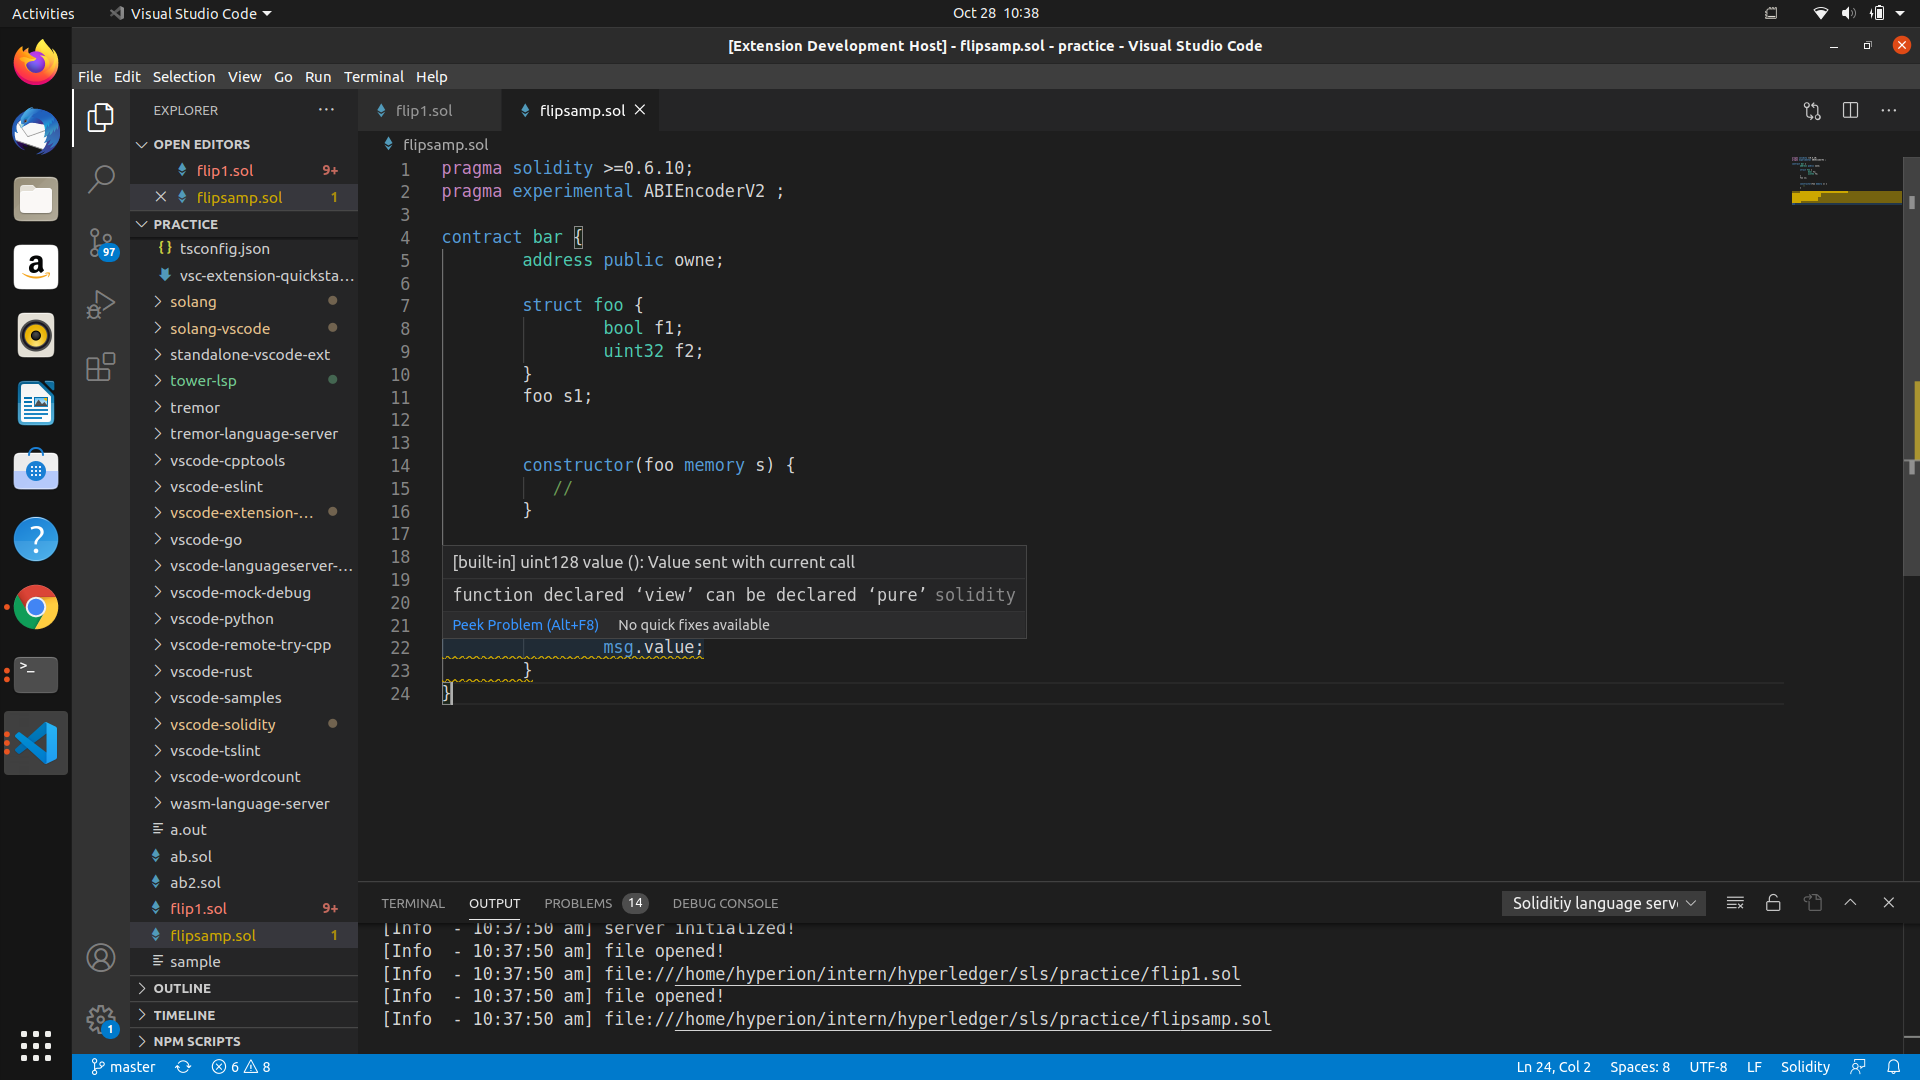 Activities
Visual Studio Code
Oct 28 10:38
[Extension Development Host] - flipsamp.sol - practice - Visual Studio Code
File Edit Selection View Go Run Terminal Help
EXPLORER
OPEN EDITORS
flip1.sol 9+
flipsamp.sol 1
PRACTICE
tsconfig.json
vsc-extension-quicksta...
solang
solang-vscode
standalone-vscode-ext
tower-lsp
tremor
tremor-language-server
vscode-cpptools
vscode-eslint
vscode-extension-...
vscode-go
vscode-languageserver-...
vscode-mock-debug
vscode-python
vscode-remote-try-cpp
vscode-rust
vscode-samples
vscode-solidity
vscode-tslint
vscode-wordcount
wasm-language-server
a.out
ab.sol
ab2.sol
flip1.sol 9+
flipsamp.sol 1
sample
OUTLINE
TIMELINE
NPM SCRIPTS
97
1
flip1.sol
flipsamp.sol
flipsamp.sol
1 pragma solidity >=0.6.10;
2 pragma experimental ABIEncoderV2 ;
3
4 contract bar {
5 address public owne;
6
7 struct foo {
8 bool f1;
9 uint32 f2;
10 }
11 foo s1;
12
13
14 constructor(foo memory s) {
15 //
16 }
17
18
19
20
21
[built-in] uint128 value (): Value sent with current call
function declared ‘view’ can be declared ‘pure’ solidity
Peek Problem (Alt+F8) No quick fixes available
22 msg.value;
23 }
24 }
TERMINAL OUTPUT PROBLEMS 14 DEBUG CONSOLE
Soliditiy language serv
[Info - 10:37:50 am] server initialized!
[Info - 10:37:50 am] file opened!
[Info - 10:37:50 am] file:///home/hyperion/intern/hyperledger/sls/practice/flip1.sol
[Info - 10:37:50 am] file opened!
[Info - 10:37:50 am] file:///home/hyperion/intern/hyperledger/sls/practice/flipsamp.sol
master 6 8
Ln 24, Col 2 Spaces: 8 UTF-8 LF Solidity